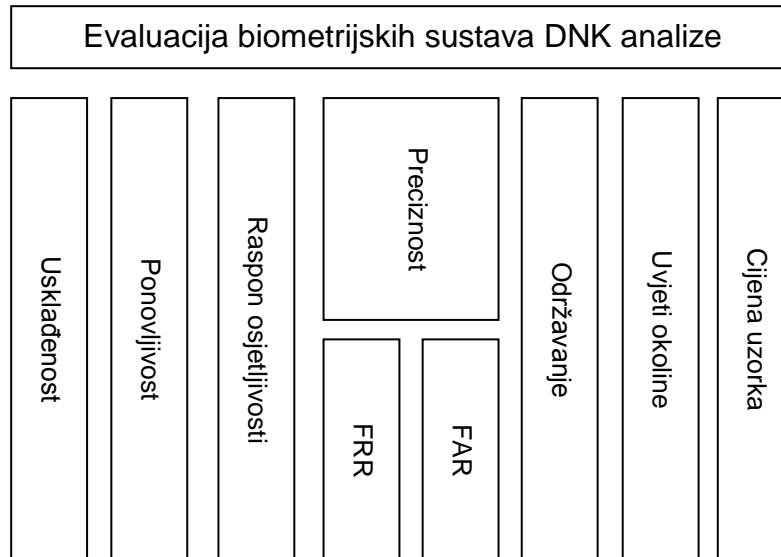 Evaluacija biometrijskih sustava DNK analize
Usklađenost
Ponovljivost
Raspon osjetljivosti
Preciznost
FRR
FAR
Održavanje
Uvjeti okoline
Cijena uzorka